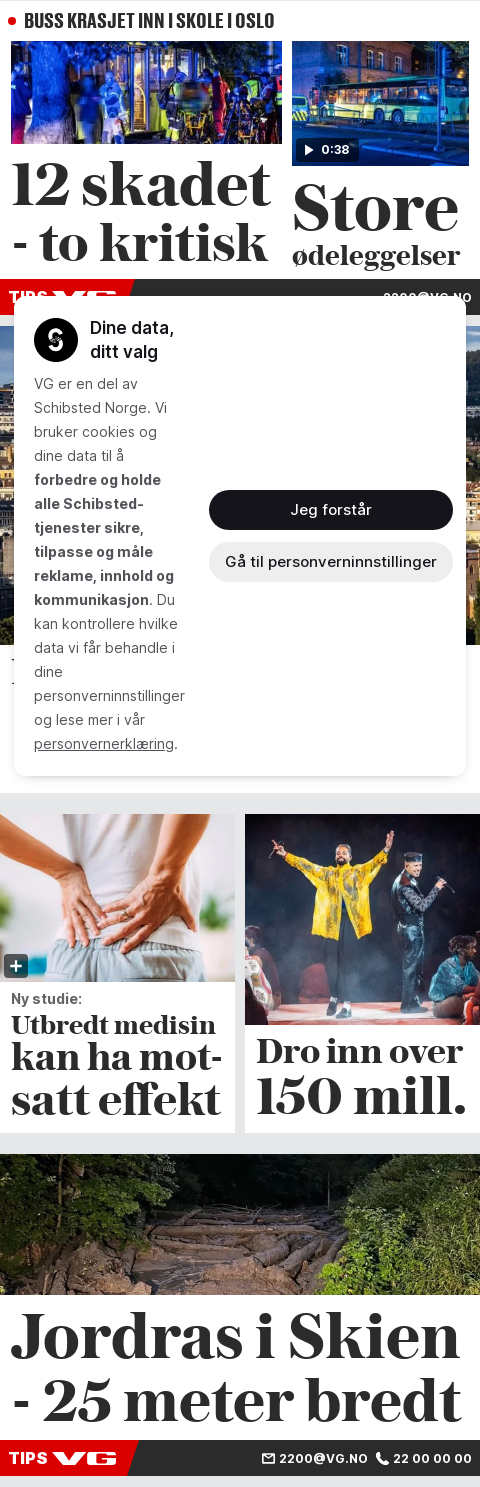 BUSS KRASJET INN I SKOLE I OSLO
0:38
12 skadet
- to kritisk
Store
ødeleggelser
TIPS VG
2200@VG.NO
Dine data,
ditt valg
VG er en del av
Schibsted Norge. Vi
bruker cookies og
dine data til å
forbedre og holde
alle Schibsted-
tjenester sikre,
tilpasse og måle
reklame, innhold og
kommunikasjon. Du
kan kontrollere hvilke
data vi får behandle i
dine
personverninnstillinger
og lese mer i vår
personvernerklæring.
Jeg forstår
Gå til personverninnstillinger
Ny studie:
Utbredt medisin
kan ha mot-
satt effekt
Dro inn over
150 mill.
Jordras i Skien
- 25 meter bredt
TIPS VG
2200@VG.NO 22 00 00 00